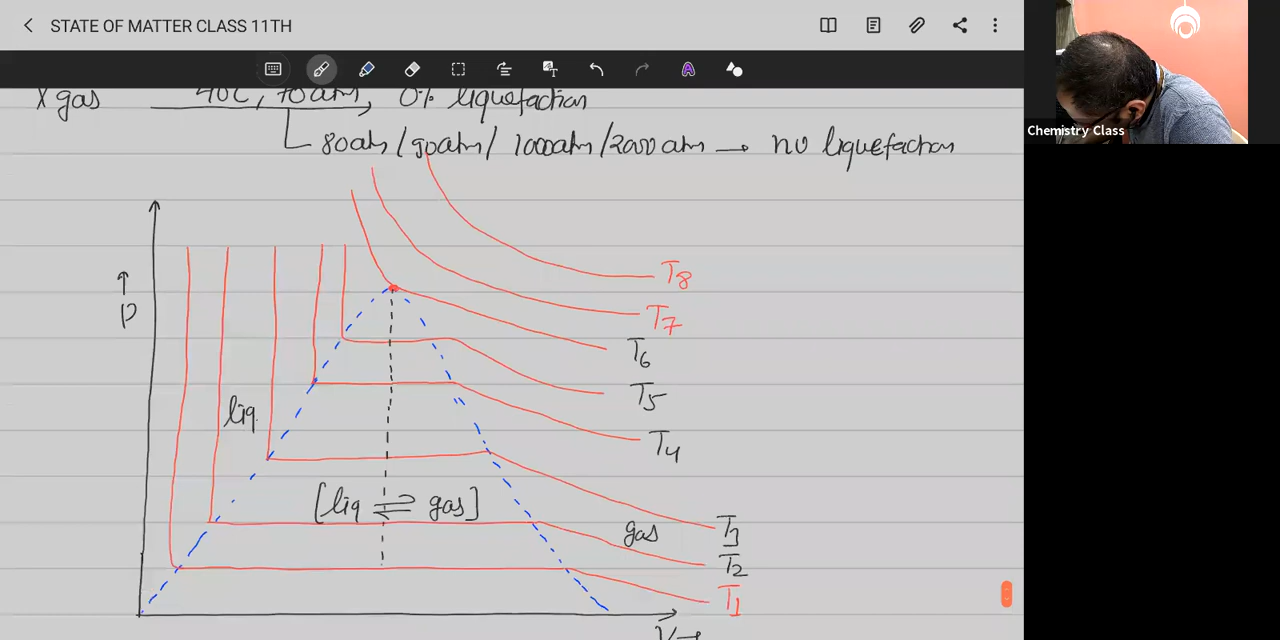 STATE OF MATTER CLASS 11TH
Chemistry Class
X gas 40C, 70 atm, 0% liquefaction
80atm / 90atm / 1000atm / 2000 atm → no liquefaction
↑
P
T8
T7
T6
T5
liq.
T4
[liq ⇌ gas]
gas
T3
T2
T1
V→